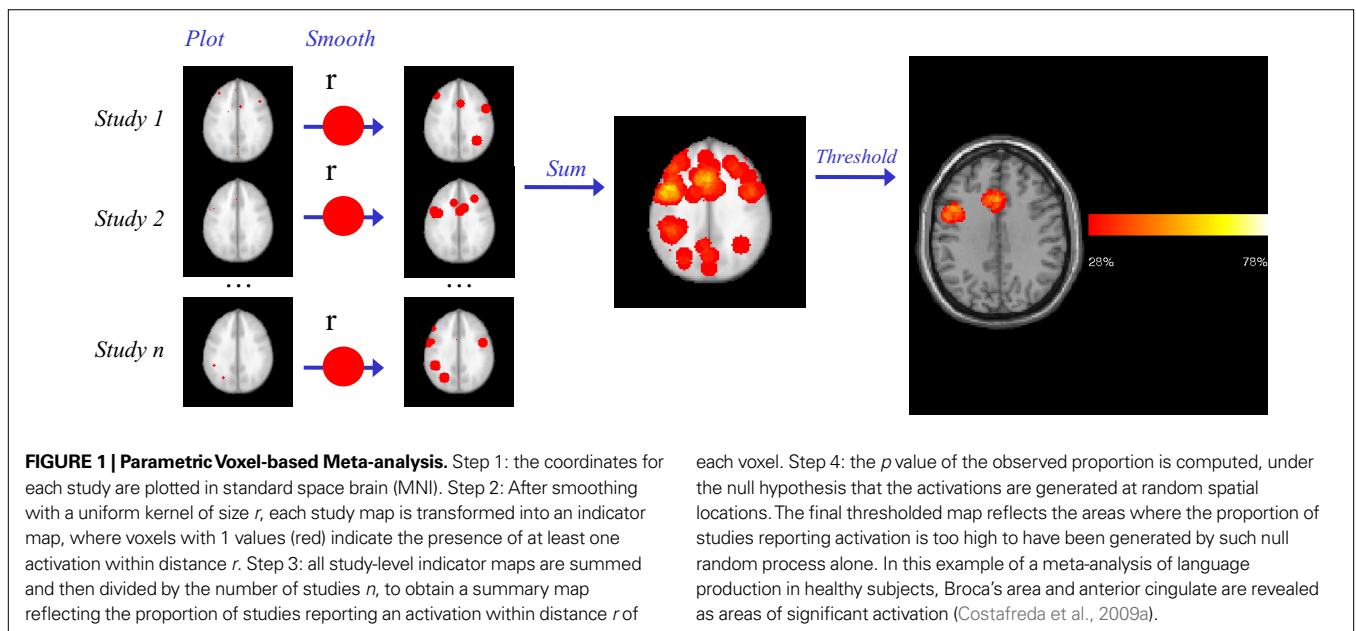 Plot Smooth
r
Study 1
r
Study 2
Sum
Threshold
28% 78%
...
...
r
Study n
FIGURE 1 | Parametric Voxel-based Meta-analysis. Step 1: the coordinates for
each study are plotted in standard space brain (MNI). Step 2: After smoothing
with a uniform kernel of size r, each study map is transformed into an indicator
map, where voxels with 1 values (red) indicate the presence of at least one
activation within distance r. Step 3: all study-level indicator maps are summed
and then divided by the number of studies n, to obtain a summary map
reflecting the proportion of studies reporting an activation within distance r of
each voxel. Step 4: the p value of the observed proportion is computed, under
the null hypothesis that the activations are generated at random spatial
locations. The final thresholded map reflects the areas where the proportion of
studies reporting activation is too high to have been generated by such null
random process alone. In this example of a meta-analysis of language
production in healthy subjects, Broca's area and anterior cingulate are revealed
as areas of significant activation (Costafreda et al., 2009a).